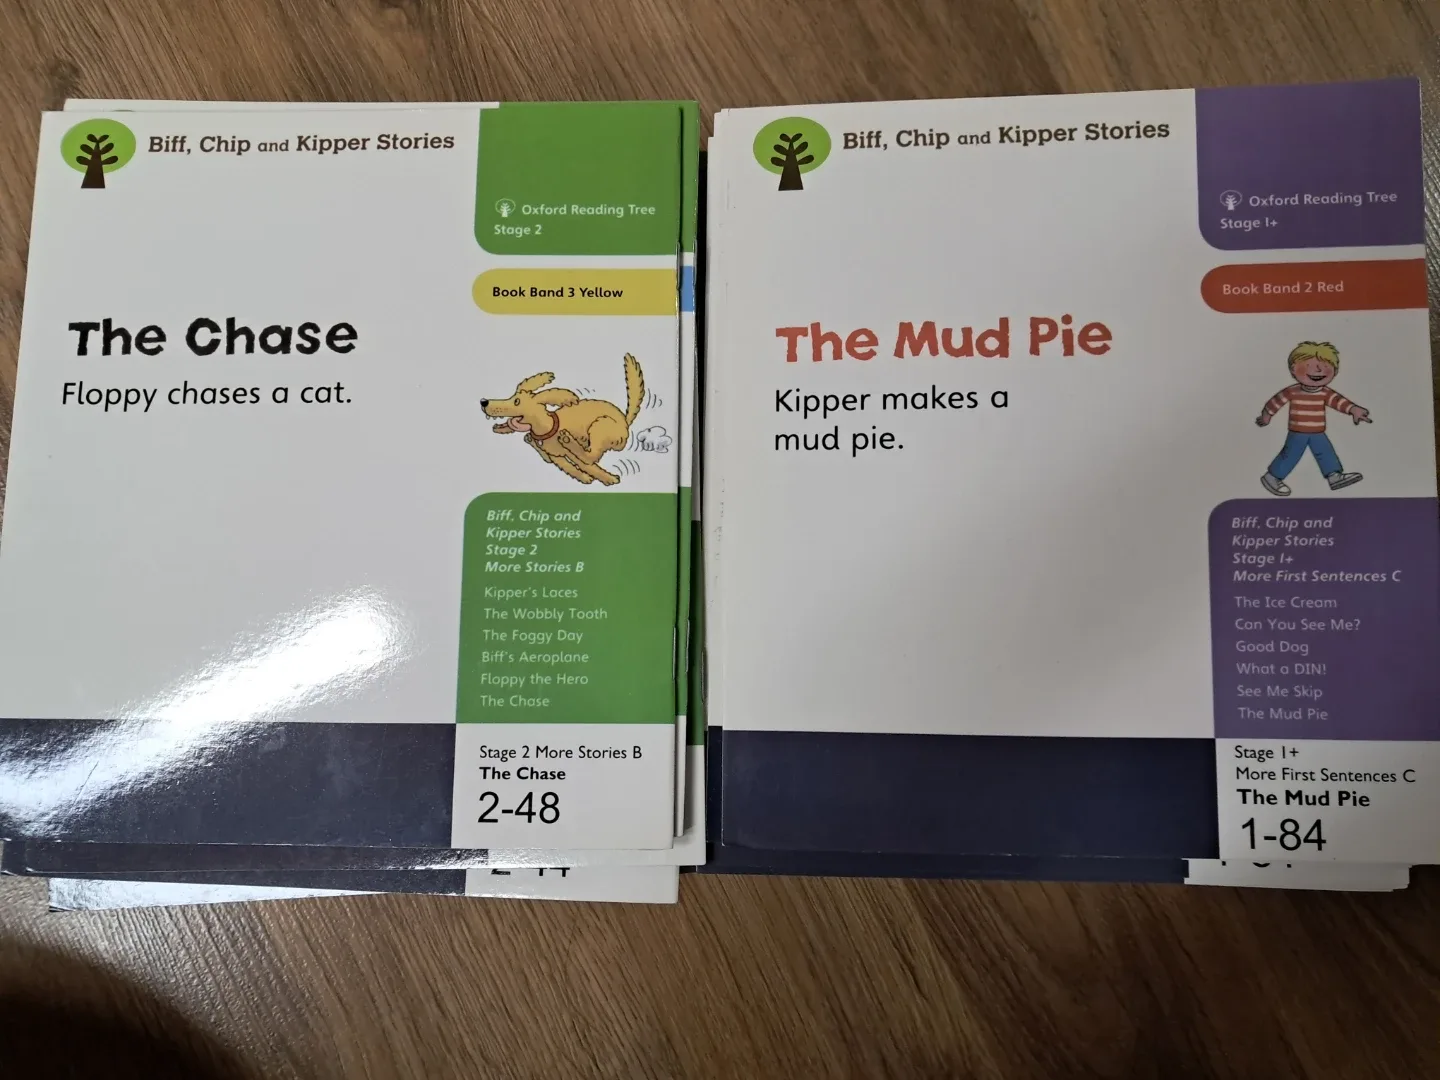 Biff, Chip and Kipper Stories
Oxford Reading Tree
Stage 2
Book Band 3 Yellow
The Chase
Floppy chases a cat.
Biff, Chip and
Kipper Stories
Stage 2
More Stories B
Kipper's Laces
The Wobbly Tooth
The Foggy Day
Biff's Aeroplane
Floppy the Hero
The Chase
Stage 2 More Stories B
The Chase
2-48
Biff, Chip and Kipper Stories
Oxford Reading Tree
Stage 1+
Book Band 2 Red
The Mud Pie
Kipper makes a
mud pie.
Biff, Chip and
Kipper Stories
Stage 1+
More First Sentences C
The Ice Cream
Can You See Me?
Good Dog
What a DIN!
See Me Skip
The Mud Pie
Stage 1+
More First Sentences C
The Mud Pie
1-84